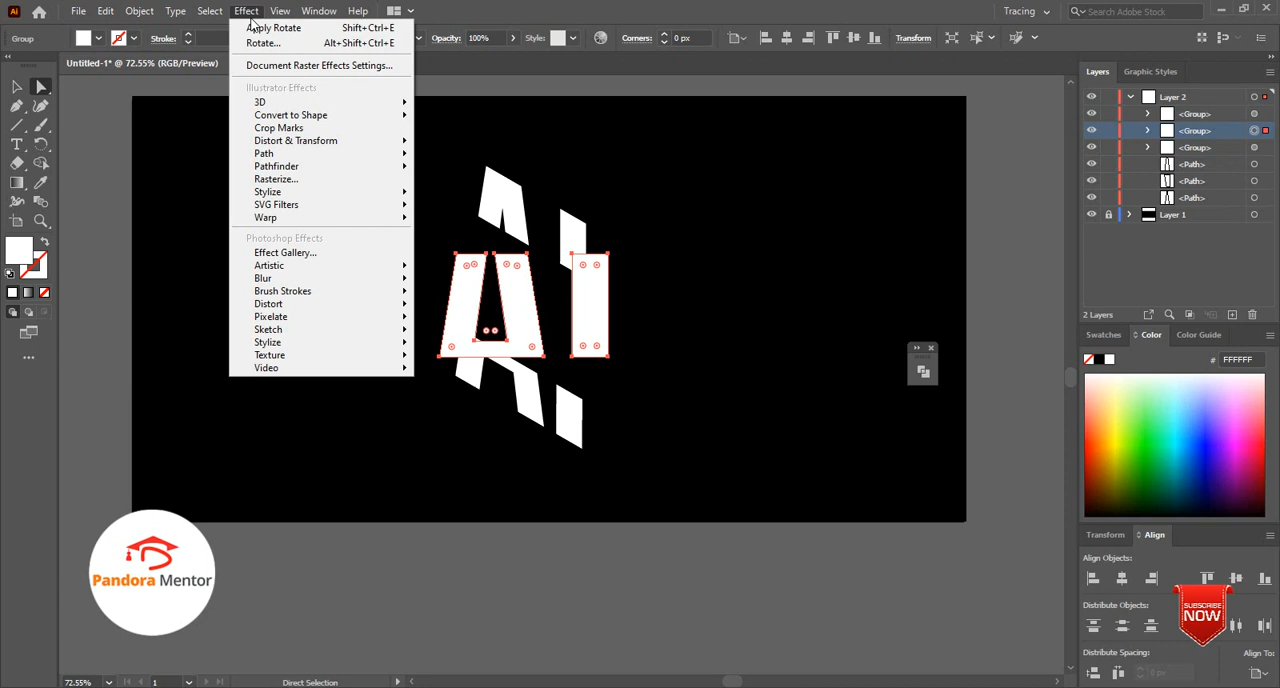 Ai File Edit Object Type Select Effect View Window Help Tracing Search Adobe Stock
Group Stroke: Opacity: 100% Style: Corners: 0 px Transform
Untitled-1* @ 72.55% (RGB/Preview)
Apply Rotate Shift+Ctrl+E
Rotate... Alt+Shift+Ctrl+E
Document Raster Effects Settings...
Illustrator Effects
3D
Convert to Shape
Crop Marks
Distort & Transform
Path
Pathfinder
Rasterize...
Stylize
SVG Filters
Warp
Photoshop Effects
Effect Gallery...
Artistic
Blur
Brush Strokes
Distort
Pixelate
Sketch
Stylize
Texture
Video
AI
Layers Graphic Styles
Layer 2
<Group>
<Group>
<Group>
<Path>
<Path>
<Path>
Layer 1
2 Layers
Swatches Color Color Guide
# FFFFFF
Transform Align
Align Objects:
Distribute Objects:
Distribute Spacing: Align To:
0 px
SUBSCRIBE
NOW
Pandora Mentor
72.55% 1 Direct Selection